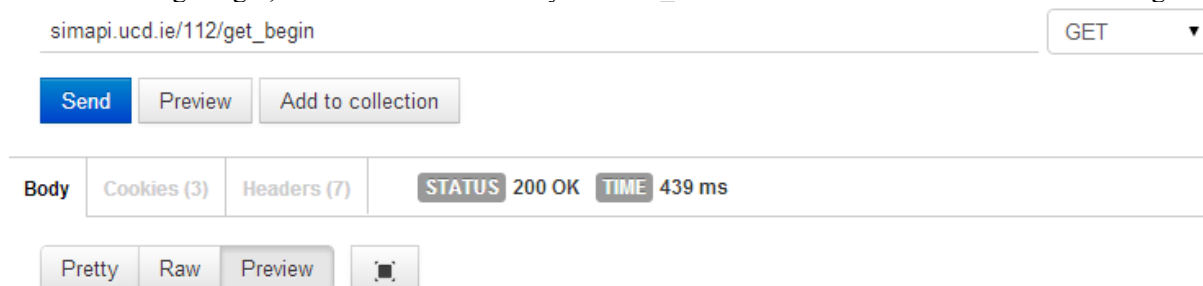 simapi.ucd.ie/112/get_begin GET
Send Preview Add to collection
Body Cookies (3) Headers (7) STATUS 200 OK TIME 439 ms
Pretty Raw Preview